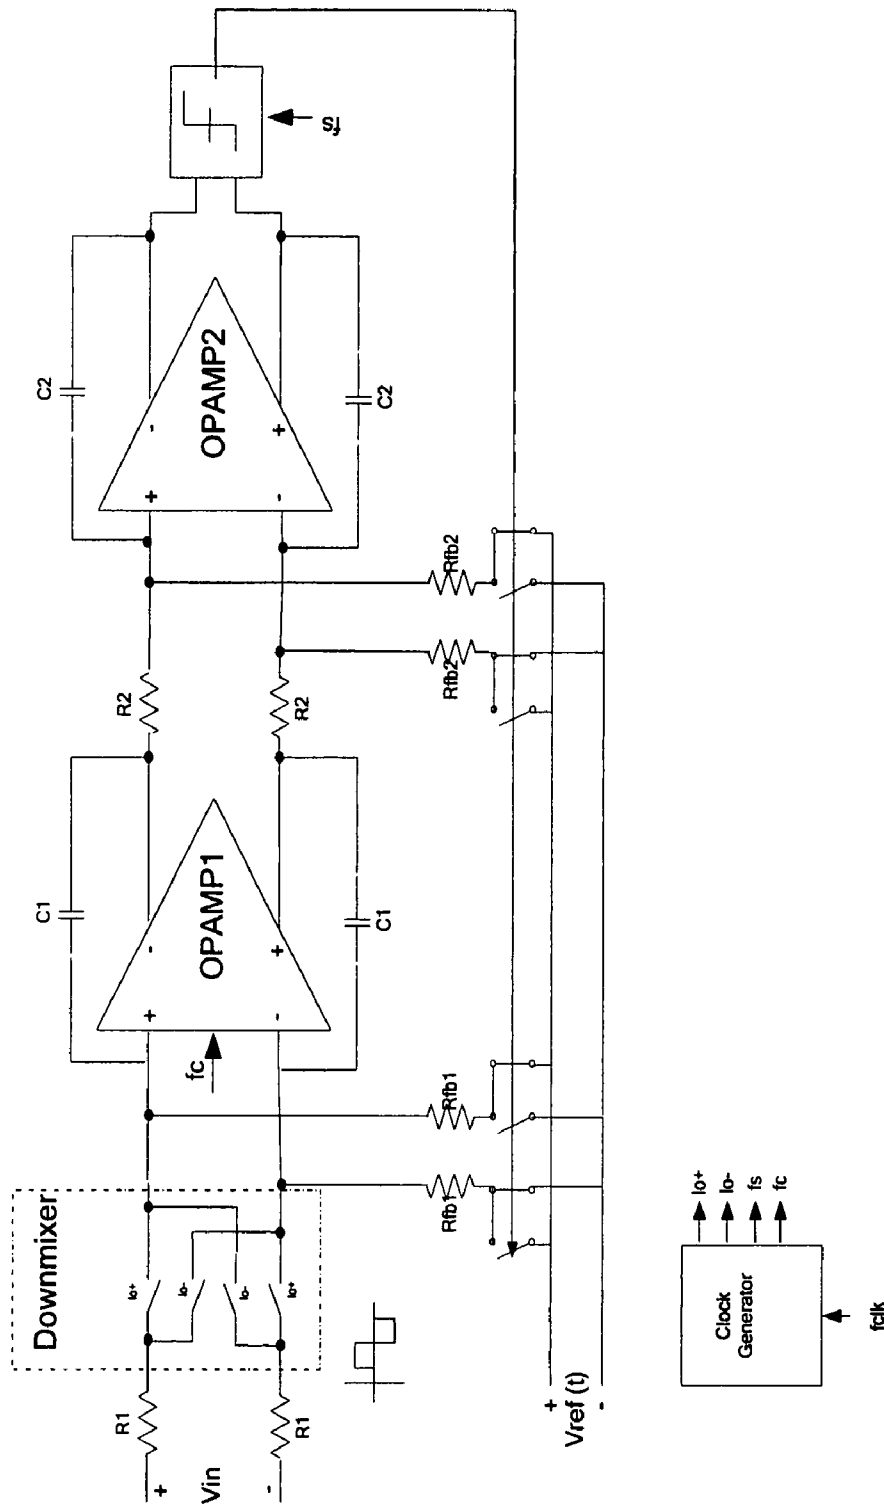 +
Vin
-
R1
R1
Downmixer
lo+
lo-
lo-
lo+
Rfb1
Rfb1
fc
C1
+
-
OPAMP1
-
+
C1
R2
R2
Rfb2
Rfb2
C2
+
-
OPAMP2
-
+
C2
fs
+
Vref (t)
-
Clock
Generator
lo+
lo-
fs
fc
fclk